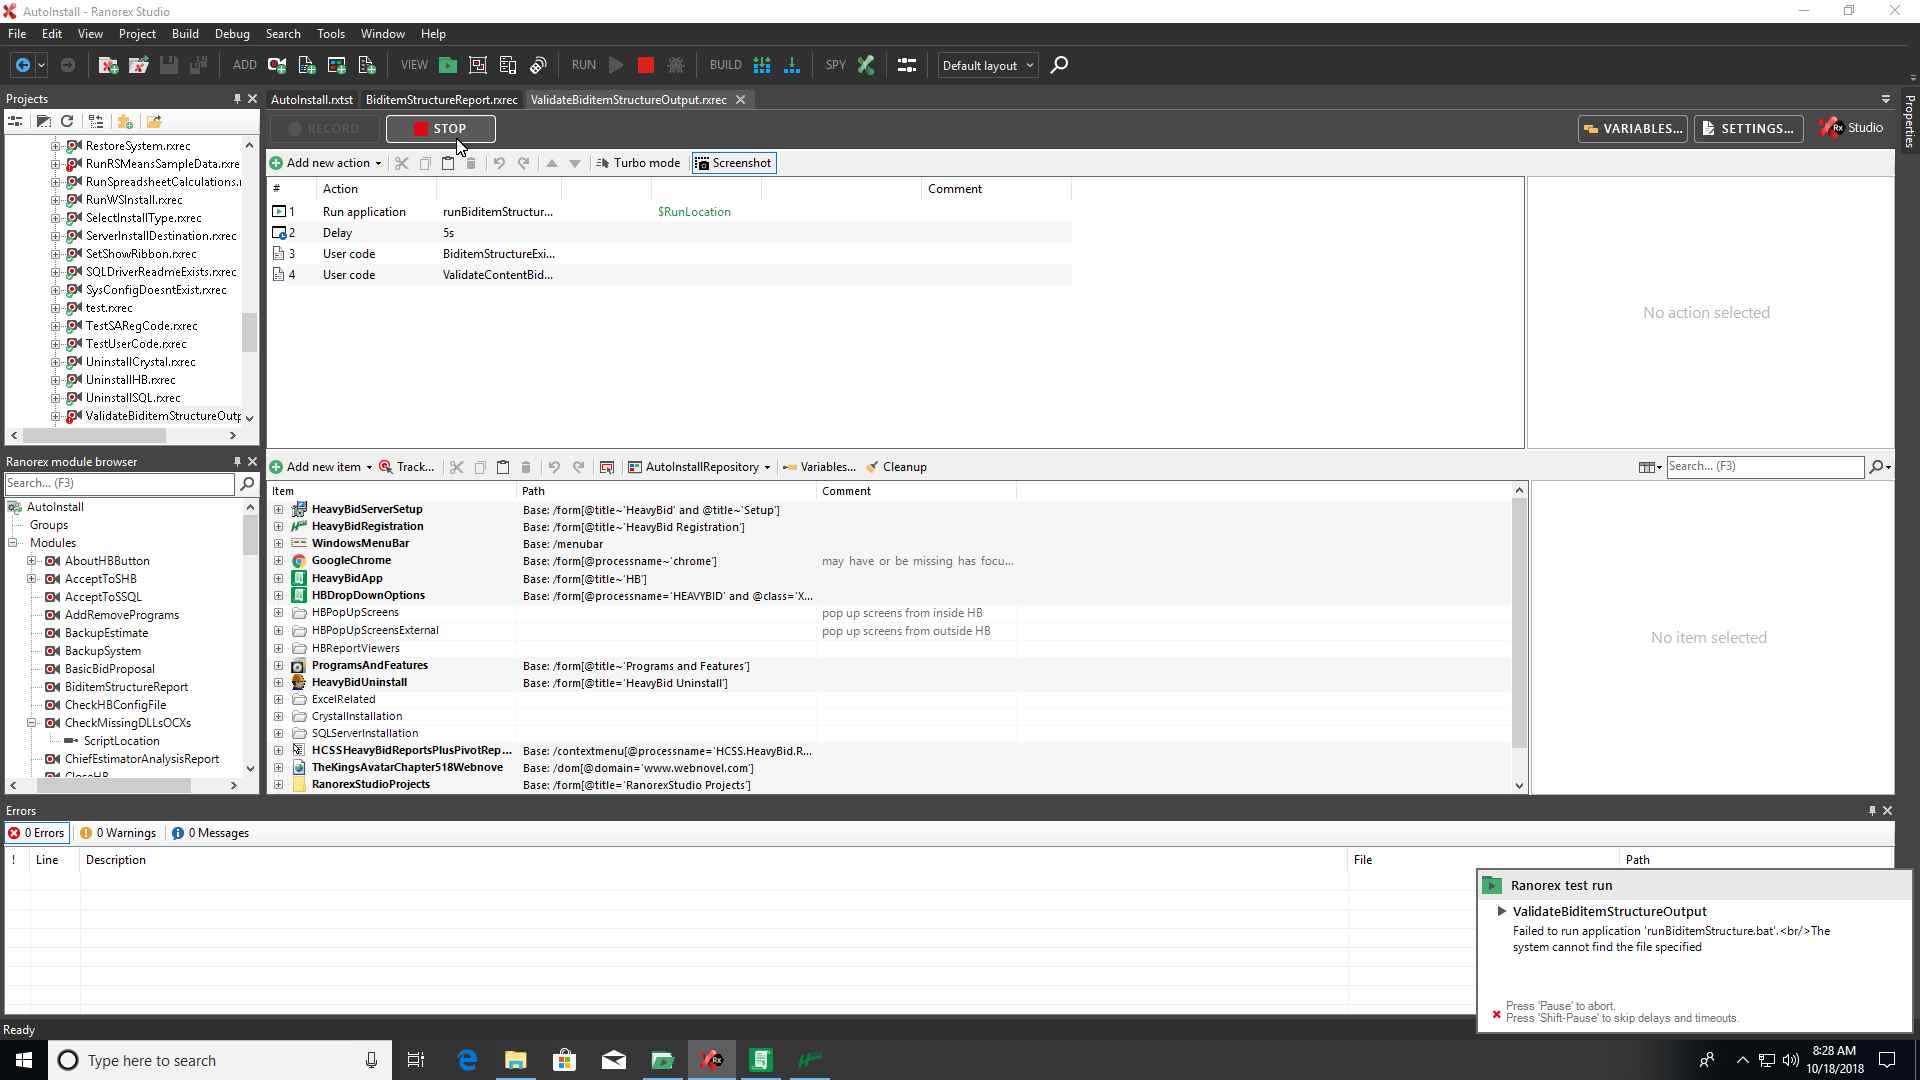 AutoInstall - Ranorex Studio
File Edit View Project Build Debug Search Tools Window Help
ADD VIEW RUN BUILD SPY Default layout
Projects
AutoInstall.rxtst BiditemStructureReport.rxrec ValidateBiditemStructureOutput.rxrec
Properties
RECORD STOP VARIABLES... SETTINGS... Rx Studio
Add new action Turbo mode Screenshot
# Action Comment
1 Run application runBiditemStructur... $RunLocation
2 Delay 5s
3 User code BiditemStructureExi...
4 User code ValidateContentBid...
No action selected
RestoreSystem.rxrec
RunRSMeansSampleData.rxre
RunSpreadsheetCalculations.r
RunWSInstall.rxrec
SelectInstallType.rxrec
ServerInstallDestination.rxrec
SetShowRibbon.rxrec
SQLDriverReadmeExists.rxrec
SysConfigDoesntExist.rxrec
test.rxrec
TestSARegCode.rxrec
TestUserCode.rxrec
UninstallCrystal.rxrec
UninstallHB.rxrec
UninstallSQL.rxrec
ValidateBiditemStructureOutp
Ranorex module browser
Search... (F3)
AutoInstall
Groups
Modules
AboutHBButton
AcceptToSHB
AcceptToSSQL
AddRemovePrograms
BackupEstimate
BackupSystem
BasicBidProposal
BiditemStructureReport
CheckHBConfigFile
CheckMissingDLLsOCXs
ScriptLocation
ChiefEstimatorAnalysisReport
CloseHB
Add new item Track... AutoInstallRepository Variables... Cleanup Search... (F3)
Item Path Comment
HeavyBidServerSetup Base: /form[@title~'HeavyBid' and @title~'Setup']
HeavyBidRegistration Base: /form[@title~'HeavyBid Registration']
WindowsMenuBar Base: /menubar
GoogleChrome Base: /form[@processname~'chrome'] may have or be missing has focu...
HeavyBidApp Base: /form[@title~'HB']
HBDropDownOptions Base: /form[@processname='HEAVYBID' and @class='X...
HBPopUpScreens pop up screens from inside HB
HBPopUpScreensExternal pop up screens from outside HB
HBReportViewers
ProgramsAndFeatures Base: /form[@title~'Programs and Features']
HeavyBidUninstall Base: /form[@title='HeavyBid Uninstall']
ExcelRelated
CrystalInstallation
SQLServerInstallation
HCSSHeavyBidReportsPlusPivotRep... Base: /contextmenu[@processname='HCSS.HeavyBid.R...
TheKingsAvatarChapter518Webnove Base: /dom[@domain='www.webnovel.com']
RanorexStudioProjects Base: /form[@title='RanorexStudio Projects']
No item selected
Errors
0 Errors 0 Warnings 0 Messages
! Line Description File Path
Ranorex test run
ValidateBiditemStructureOutput
Failed to run application 'runBiditemStructure.bat'.<br/>The
system cannot find the file specified
Press 'Pause' to abort.
Press 'Shift-Pause' to skip delays and timeouts.
Ready
Type here to search
8:28 AM
10/18/2018